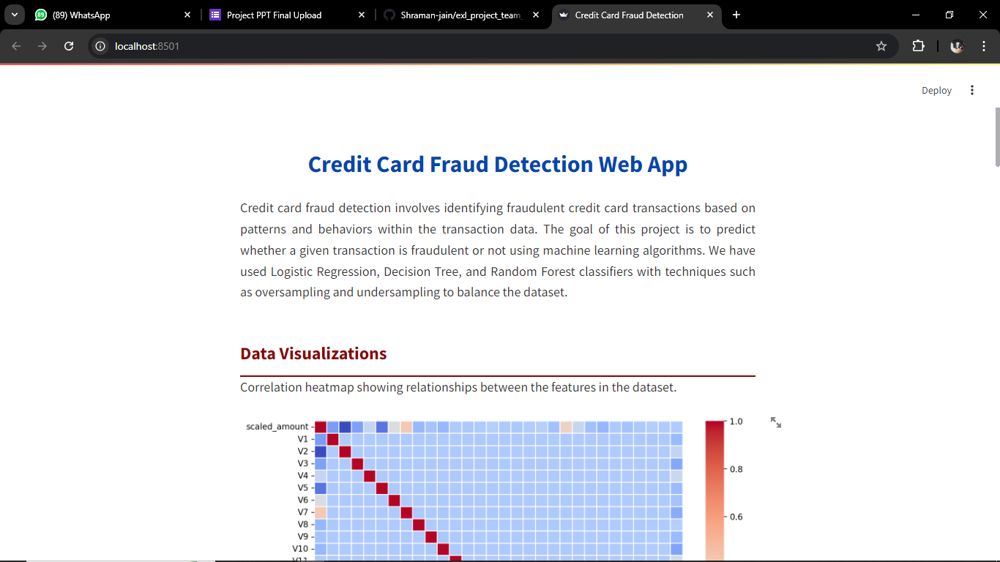 89
(89) WhatsApp
Project PPT Final Upload
Shraman-jain/exl_project_team_
Credit Card Fraud Detection
localhost:8501
Deploy
Credit Card Fraud Detection Web App
Credit card fraud detection involves identifying fraudulent credit card transactions based on
patterns and behaviors within the transaction data. The goal of this project is to predict
whether a given transaction is fraudulent or not using machine learning algorithms. We have
used Logistic Regression, Decision Tree, and Random Forest classifiers with techniques such
as oversampling and undersampling to balance the dataset.
Data Visualizations
Correlation heatmap showing relationships between the features in the dataset.
scaled_amount
V1
V2
V3
V4
V5
V6
V7
V8
V9
V10
V11
1.0
0.8
0.6